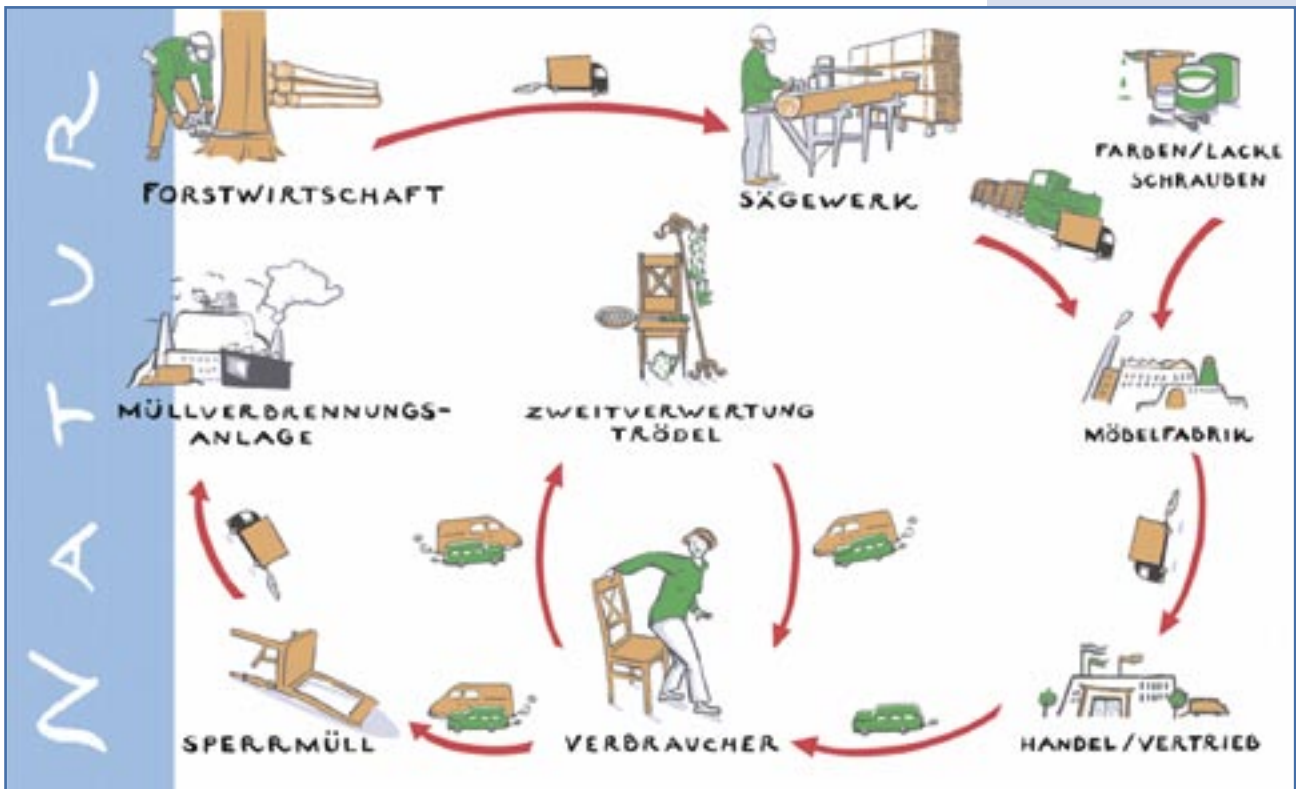 NATUR
FORSTWIRTSCHAFT
SÄGEWERK
FARBEN/LACKE
SCHRAUBEN
MÜLLVERBRENNUNGS-
ANLAGE
ZWEITVERWERTUNG
TRÖDEL
MÖBELFABRIK
SPERRMÜLL
VERBRAUCHER
HANDEL/VERTRIEB